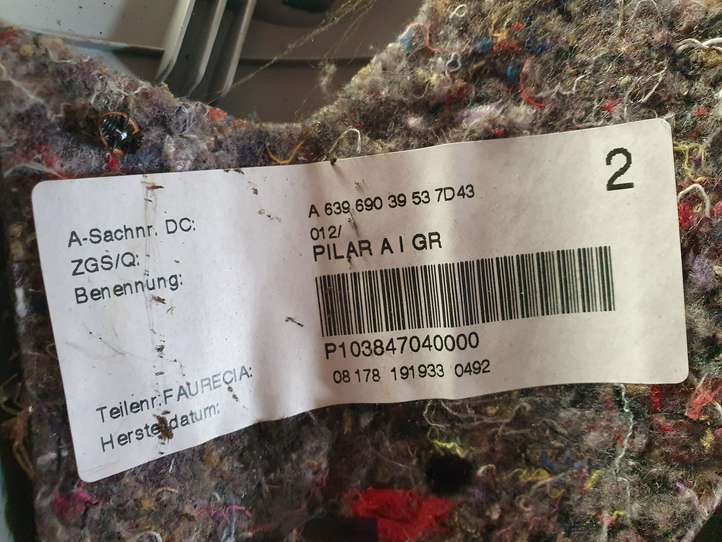 2
A-Sachnr. DC: A 639 690 39 53 7D43
ZGS/Q: 012/
Benennung: PILAR A I GR
P103847040000
Teilenr.FAURECIA:
08 178 191933 0492
Herstelldatum: